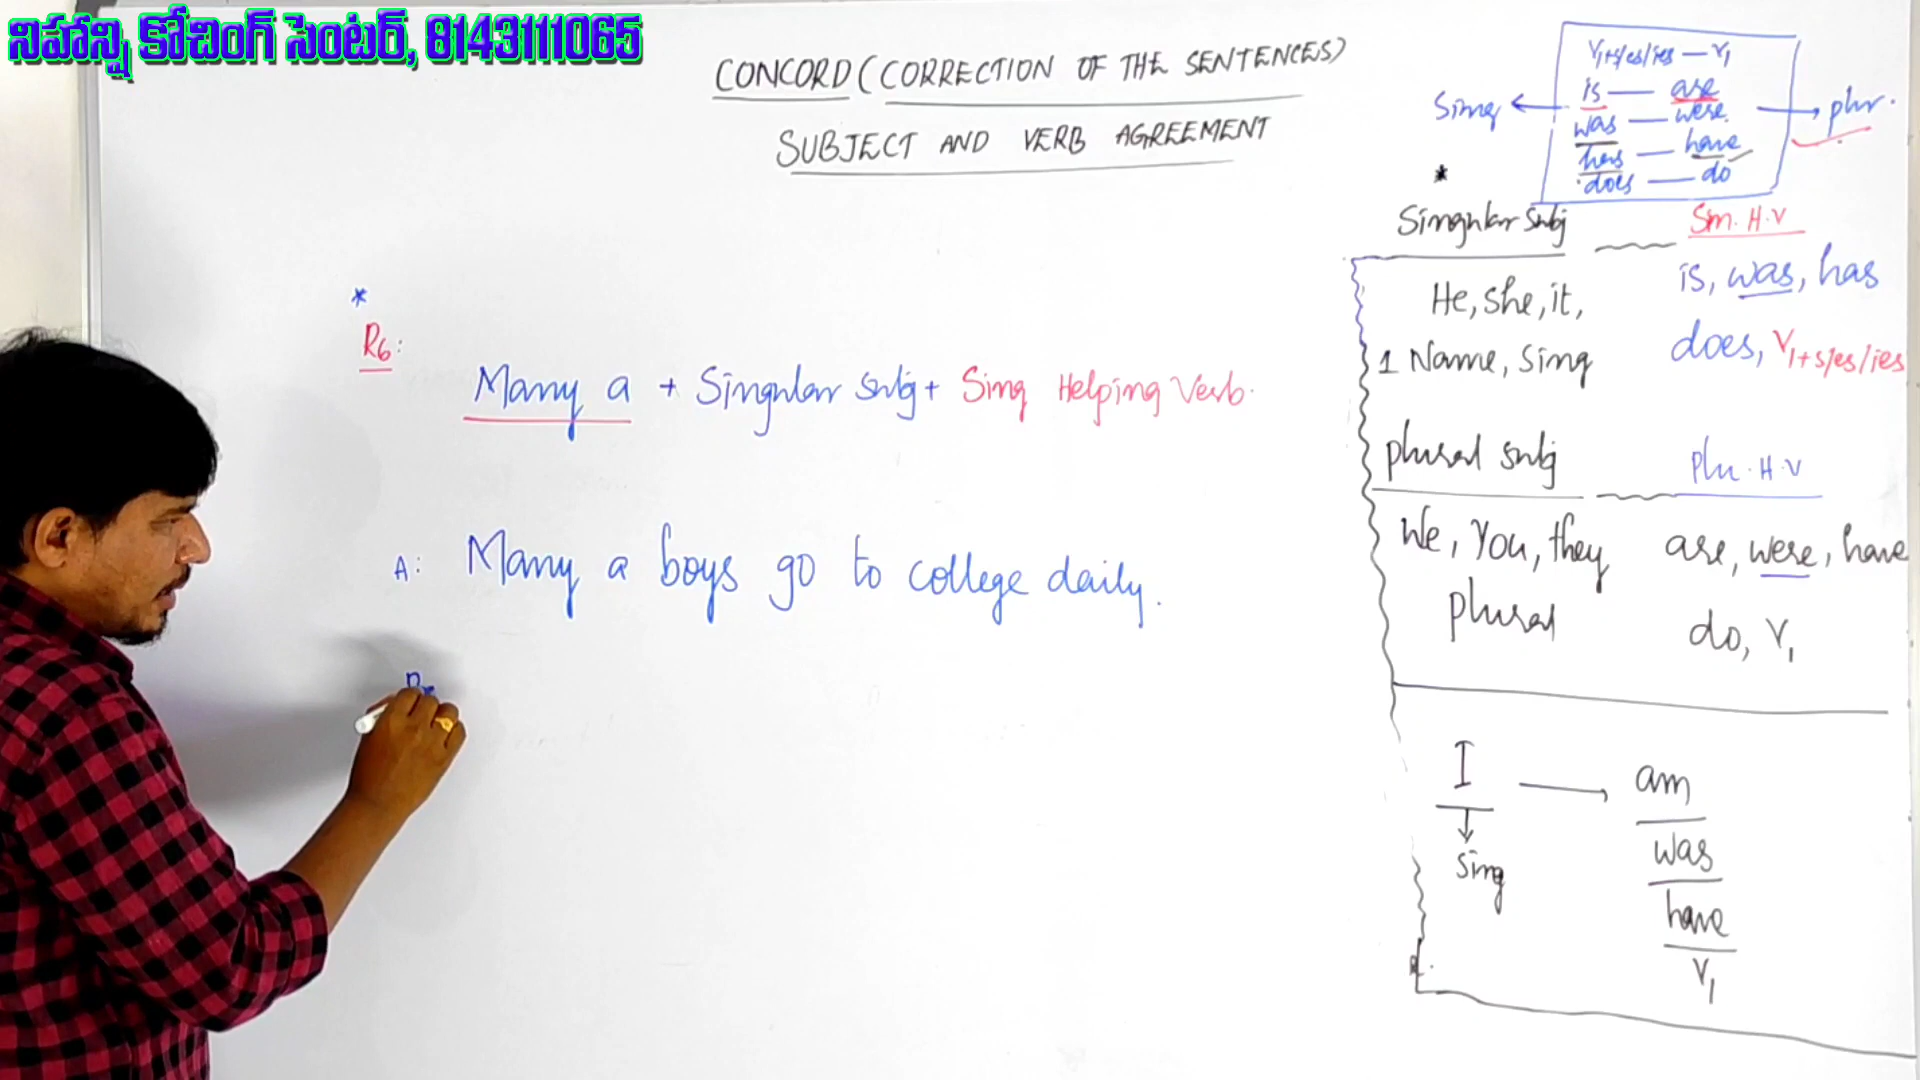 నిహాన్షి కోచింగ్ సెంటర్, 8143111065
CONCORD (CORRECTION OF THE SENTENCES)
SUBJECT AND VERB AGREEMENT
*
R6:
Many a + Singular Subj + Sing Helping Verb.
A: Many a boys go to college daily.
V1+s/es/ies — V1
is — are
was — were
has — have
does — do
Sing
plur.
*
Singular Subj
Sin. H.V
He, she, it,
is, was, has
1 Name, Sing
does, V1+s/es/ies
plural subj
Plu. H.V
We, You, they
are, were, have
plural
do, V1
I → am
Sing
was
have
V1